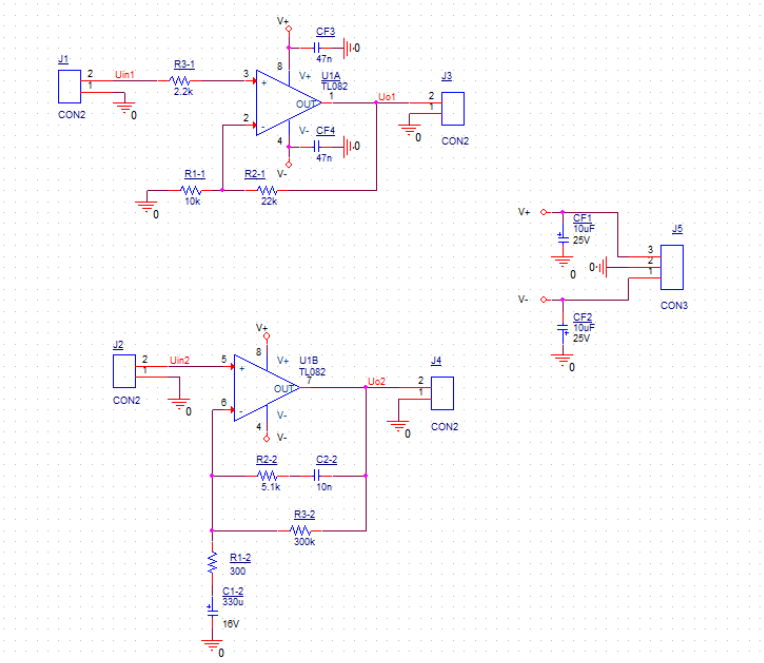 V+
CF3
0
47n
J1
R3-1
8
V+
U1A
TL082
J3
2
Uin1
3
+
1
Uo1
2
1
2.2k
OUT
1
CON2
0
2
-
V-
CF4
0
CON2
4
47n
0
V-
R1-1
R2-1
10k
22k
0
V+
CF1
10uF
25V
J5
3
0
2
1
0
V-
CON3
CF2
10uF
25V
0
V+
J2
8
V+
U1B
TL082
J4
2
Uin2
5
+
7
Uo2
2
1
OUT
1
CON2
0
6
-
V-
4
V-
0
CON2
R2-2
C2-2
5.1k
10n
R3-2
300k
R1-2
300
C1-2
330u
16V
0